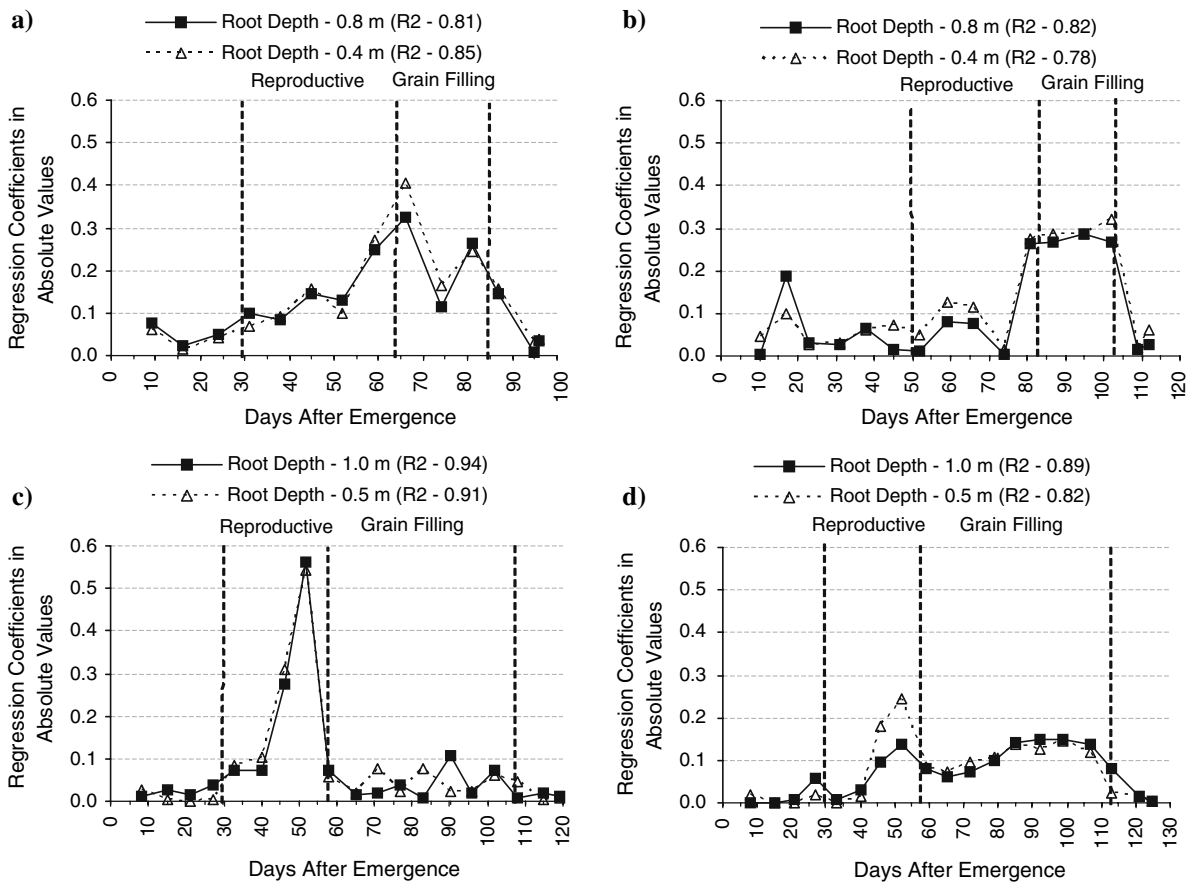 a)
Root Depth - 0.8 m (R2 - 0.81)
Root Depth - 0.4 m (R2 - 0.85)
Reproductive Grain Filling
Regression Coefficients in
Absolute Values
0.6
0.5
0.4
0.3
0.2
0.1
0.0
0 10 20 30 40 50 60 70 80 90 100
Days After Emergence
b)
Root Depth - 0.8 m (R2 - 0.82)
Root Depth - 0.4 m (R2 - 0.78)
Reproductive Grain Filling
Regression Coefficients in
Absolute Values
0.6
0.5
0.4
0.3
0.2
0.1
0.0
0 10 20 30 40 50 60 70 80 90 100 110 120
Days After Emergence
c)
Root Depth - 1.0 m (R2 - 0.94)
Root Depth - 0.5 m (R2 - 0.91)
Reproductive Grain Filling
Regression Coefficients in
Absolute Values
0.6
0.5
0.4
0.3
0.2
0.1
0.0
0 10 20 30 40 50 60 70 80 90 100 110 120
Days After Emergence
d)
Root Depth - 1.0 m (R2 - 0.89)
Root Depth - 0.5 m (R2 - 0.82)
Reproductive Grain Filling
Regression Coefficients in
Absolute Values
0.6
0.5
0.4
0.3
0.2
0.1
0.0
0 10 20 30 40 50 60 70 80 90 100 110 120 130
Days After Emergence